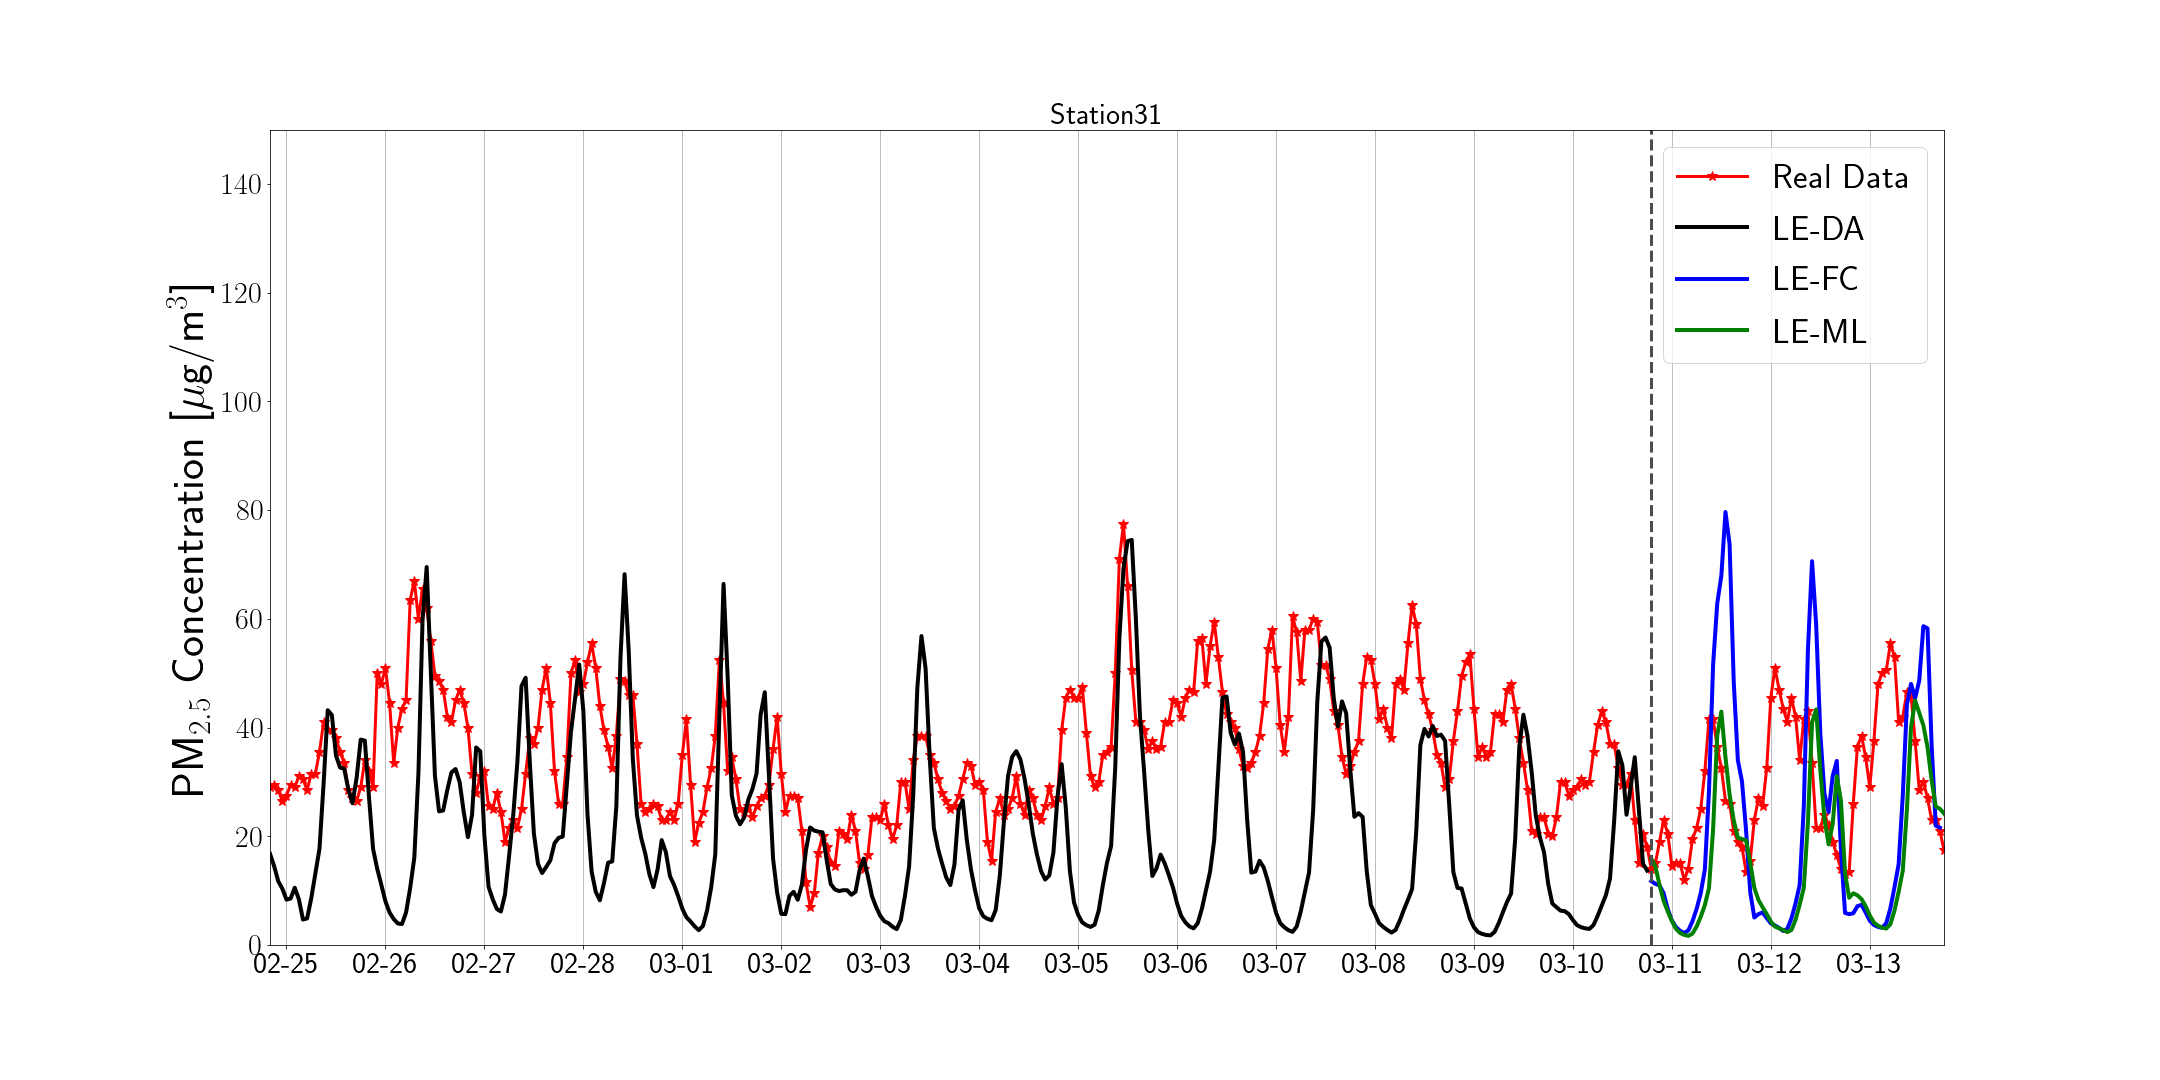 Station31
PM2.5 Concentration [μg/m³]
140
120
100
80
60
40
20
0
Real Data
LE-DA
LE-FC
LE-ML
02-25 02-26 02-27 02-28 03-01 03-02 03-03 03-04 03-05 03-06 03-07 03-08 03-09 03-10 03-11 03-12 03-13